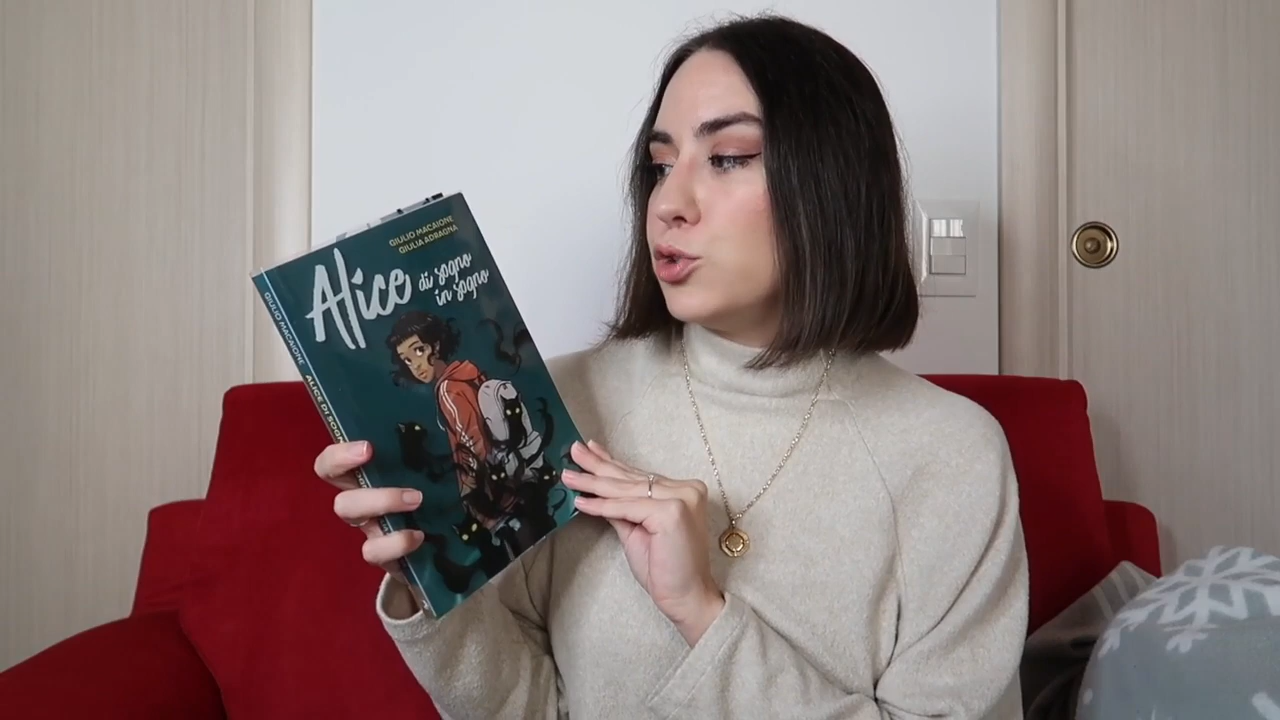 GIULIO MACAIONE
GIULIA ADRAGNA
Alice di sogno
in sogno
GIULIO MACAIONE
ALICE DI SOGNO